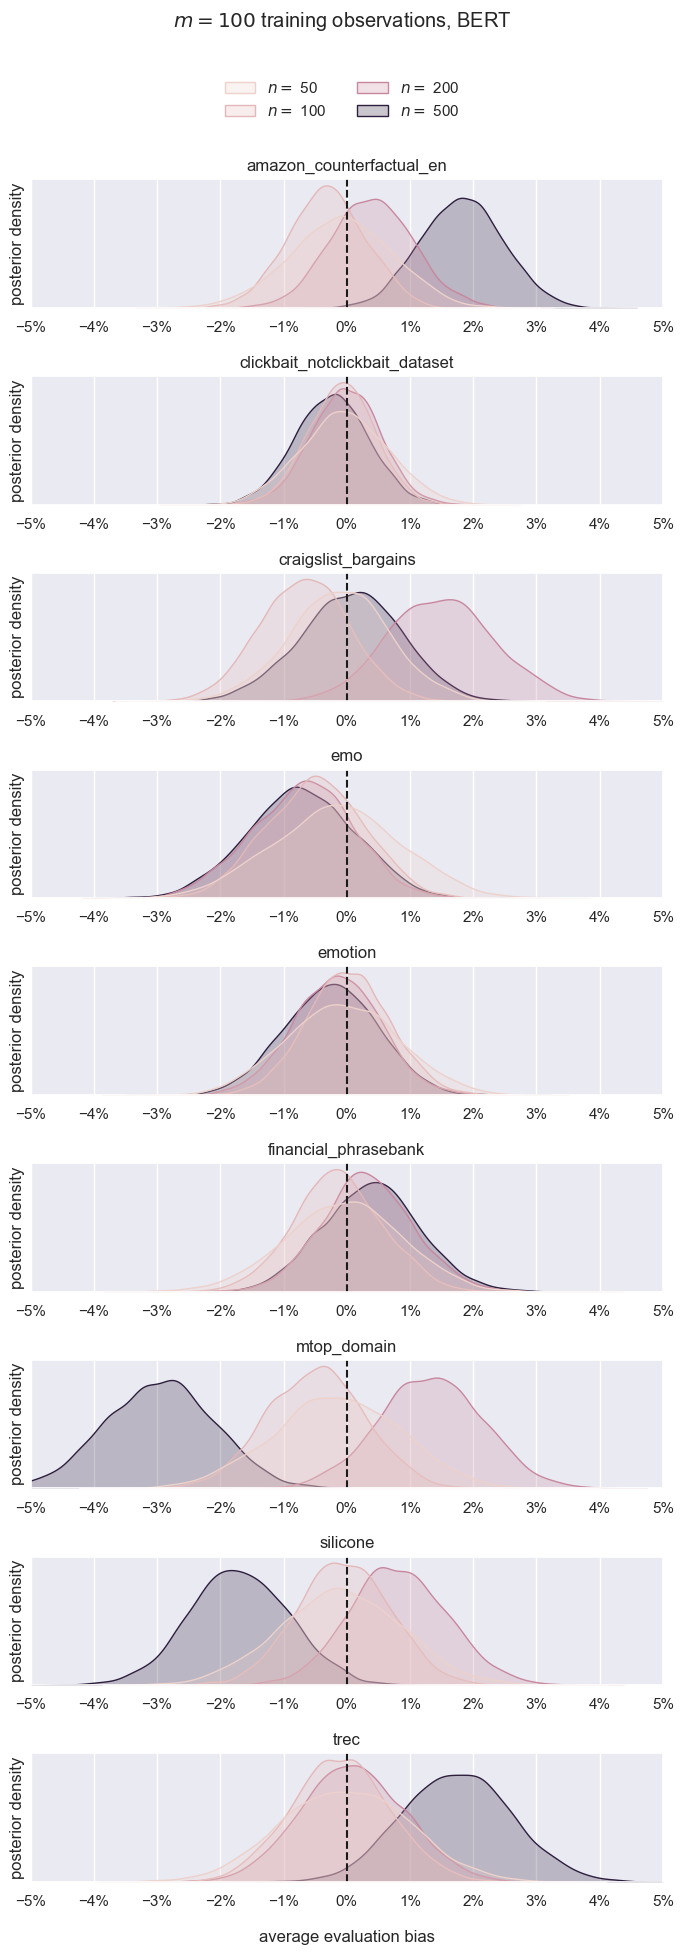 m = 100 training observations, BERT
n = 50
n = 200
n = 100
n = 500
amazon_counterfactual_en
posterior density
−5% −4% −3% −2% −1% 0% 1% 2% 3% 4% 5%
clickbait_notclickbait_dataset
posterior density
−5% −4% −3% −2% −1% 0% 1% 2% 3% 4% 5%
craigslist_bargains
posterior density
−5% −4% −3% −2% −1% 0% 1% 2% 3% 4% 5%
emo
posterior density
−5% −4% −3% −2% −1% 0% 1% 2% 3% 4% 5%
emotion
posterior density
−5% −4% −3% −2% −1% 0% 1% 2% 3% 4% 5%
financial_phrasebank
posterior density
−5% −4% −3% −2% −1% 0% 1% 2% 3% 4% 5%
mtop_domain
posterior density
−5% −4% −3% −2% −1% 0% 1% 2% 3% 4% 5%
silicone
posterior density
−5% −4% −3% −2% −1% 0% 1% 2% 3% 4% 5%
trec
posterior density
−5% −4% −3% −2% −1% 0% 1% 2% 3% 4% 5%
average evaluation bias